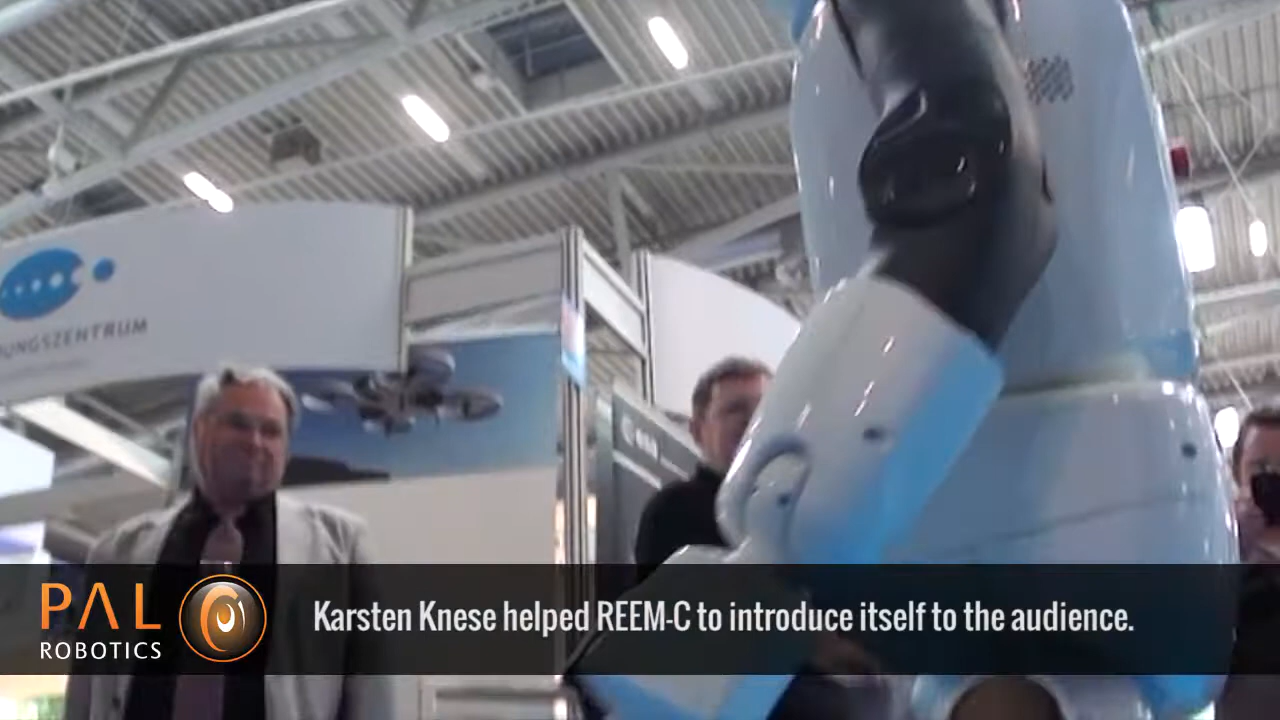 UNGSZENTRUM
PAL
ROBOTICS
Karsten Knese helped REEM-C to introduce itself to the audience.